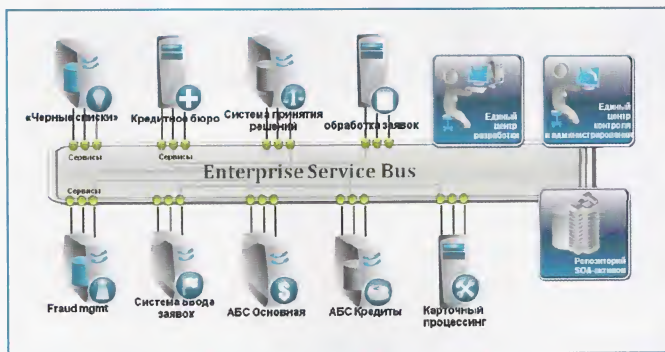 «Черные списки»
Кредитное бюро
Система принятия
решений
обработка заявок
Единый
центр
разработки
Единый
центр
контроля
и администрирования
Сервисы
Сервисы
Enterprise Service Bus
Сервисы
Репозиторий
SOA-активов
Fraud mgmt
Система ввода
заявок
АБС Основная
АБС Кредиты
Карточный
процессинг